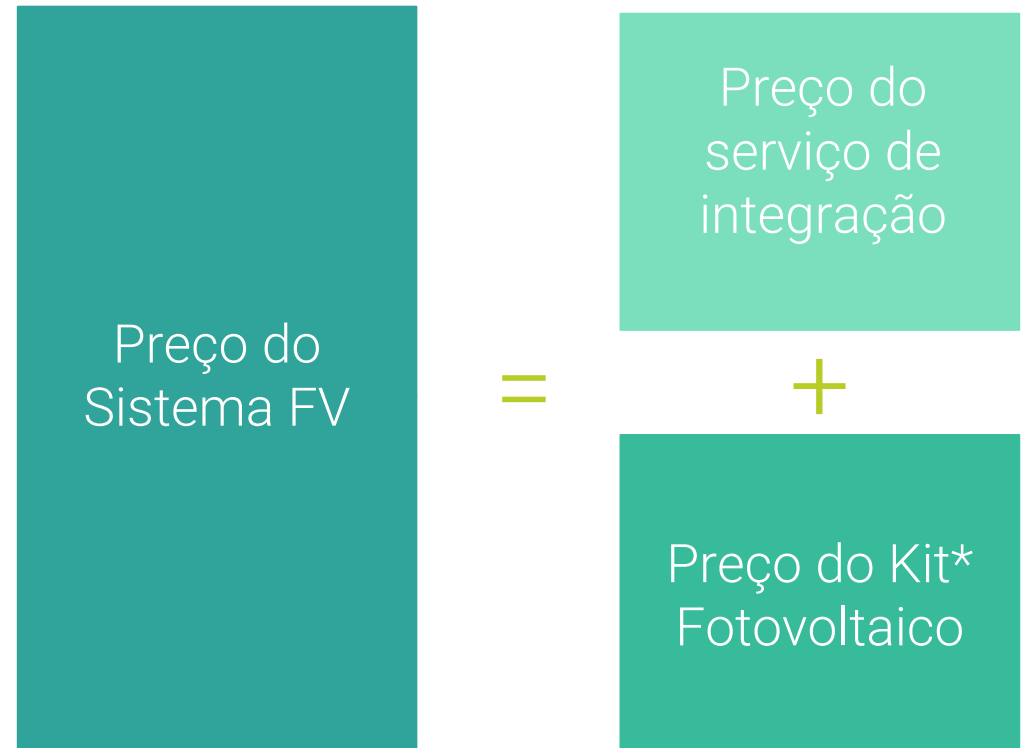 Preço do
Sistema FV
=
Preço do
serviço de
integração
+
Preço do Kit*
Fotovoltaico